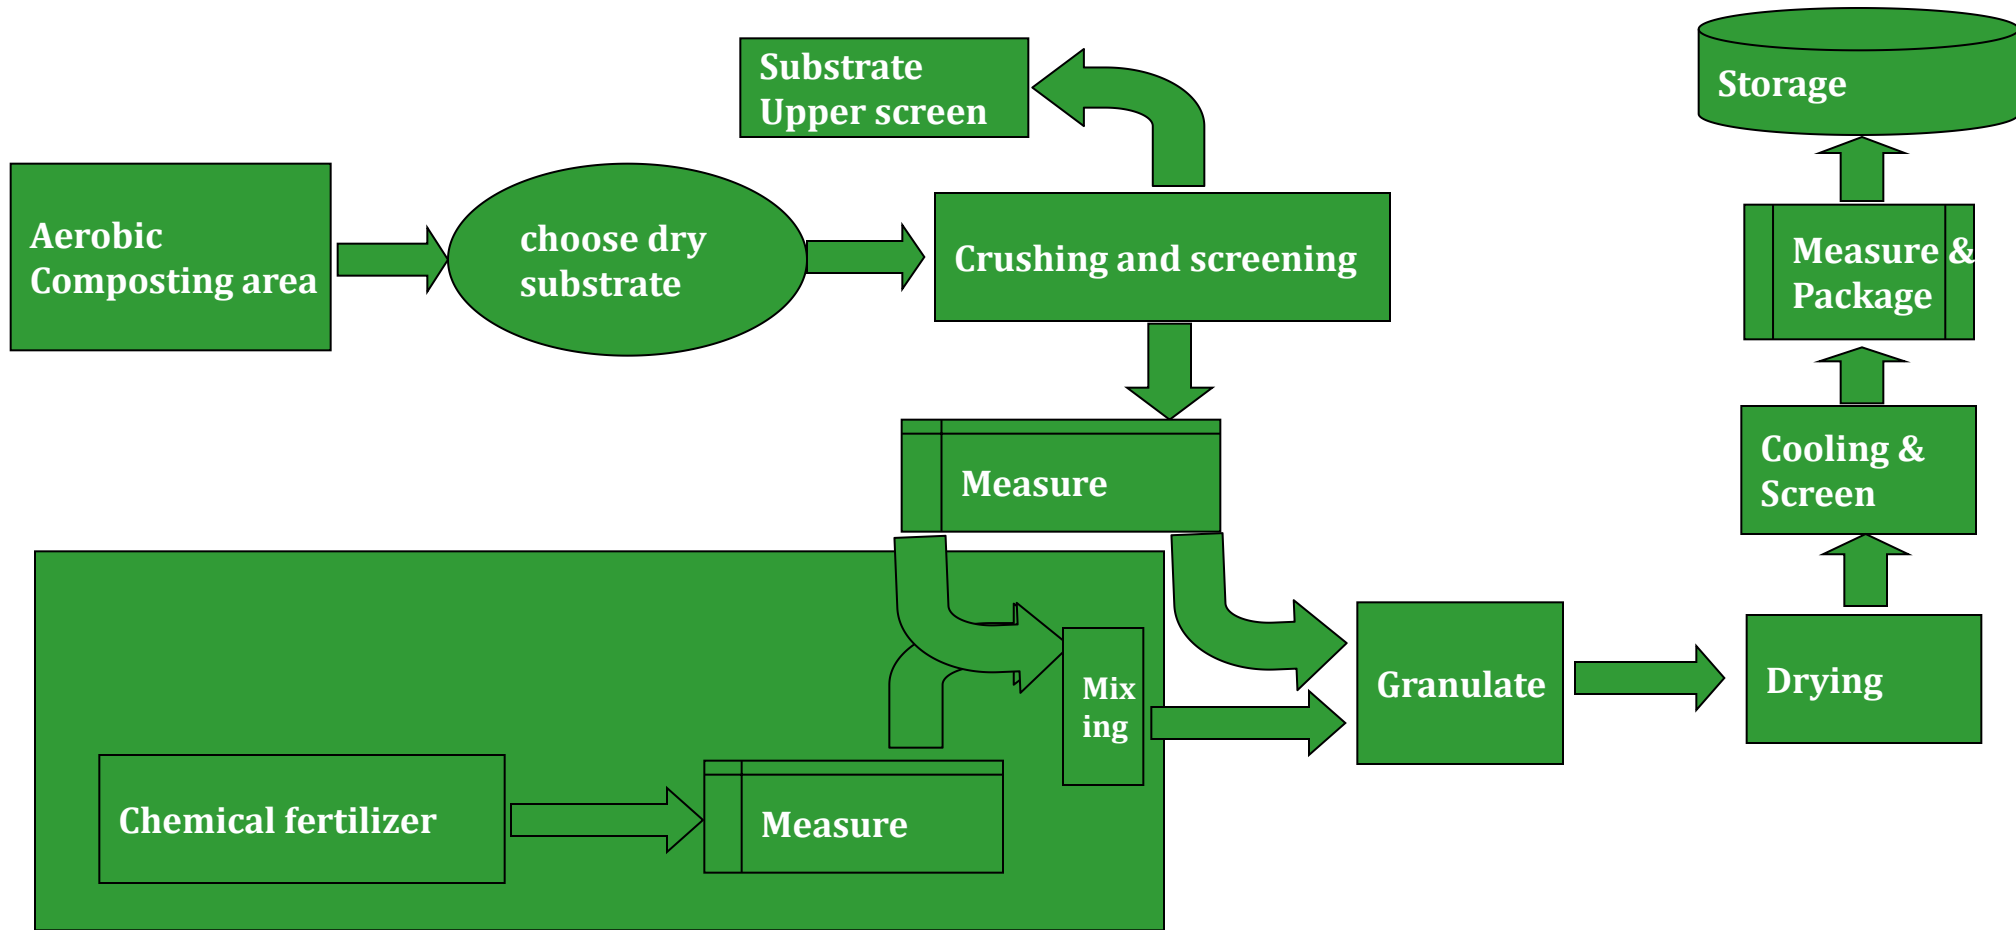 Substrate
Upper screen
Storage
Aerobic
Composting area
choose dry
substrate
Crushing and screening
Measure &
Package
Measure
Cooling &
Screen
Mix
ing
Granulate
Drying
Chemical fertilizer
Measure